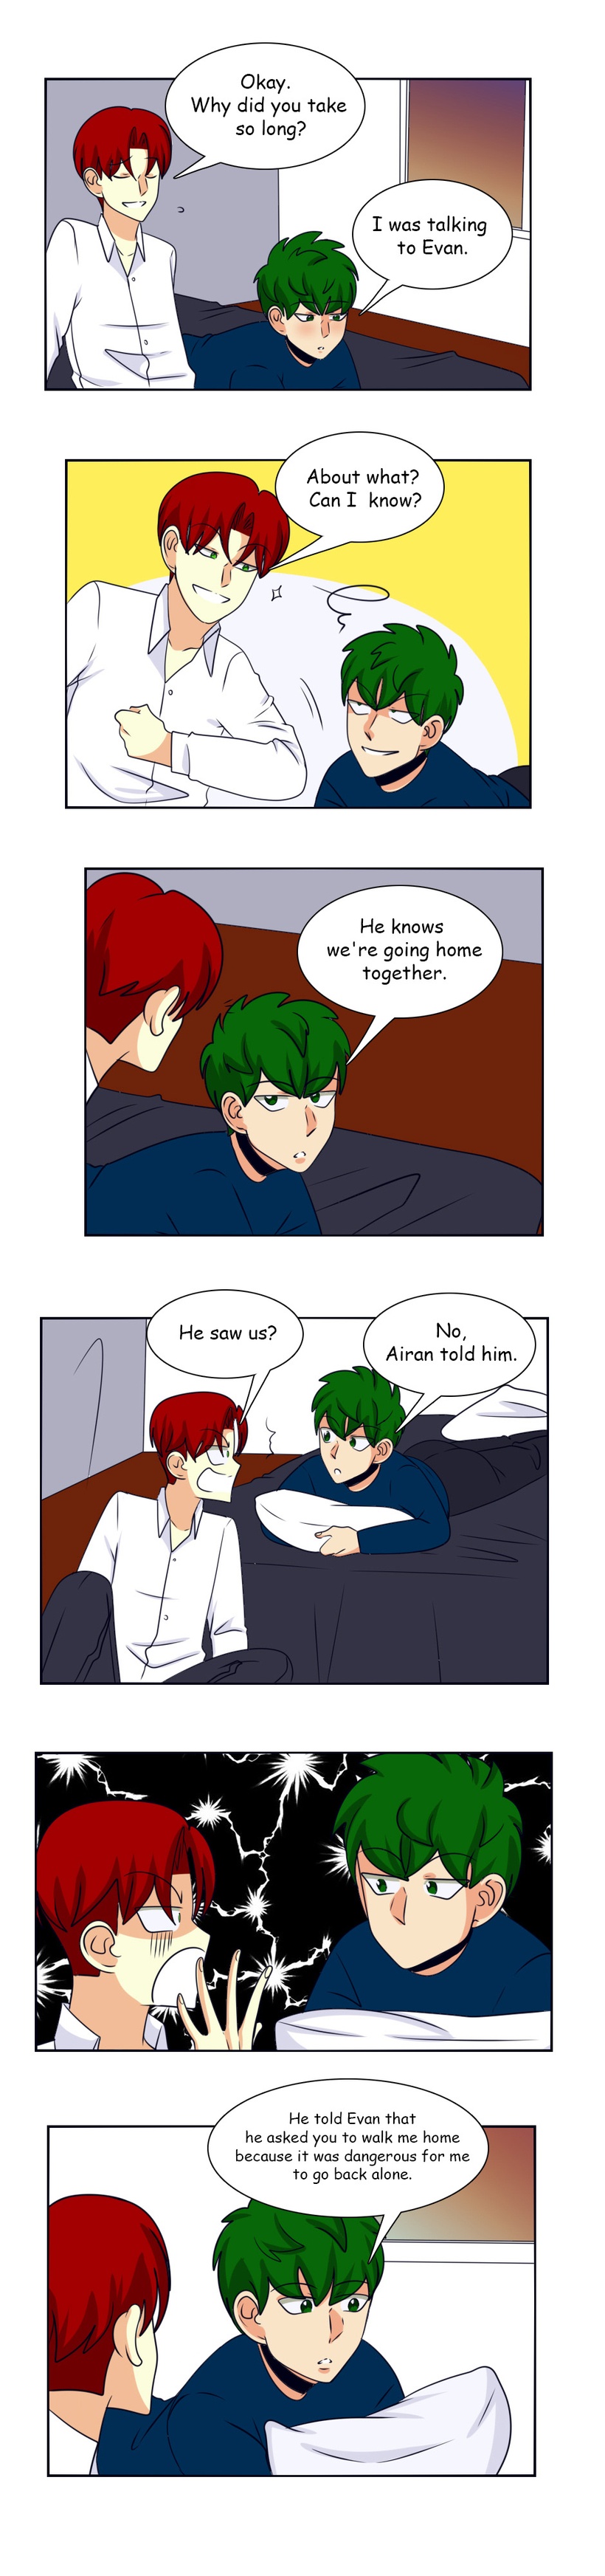 Okay.
Why did you take
so long?
I was talking
to Evan.
About what?
Can I know?
He knows
we're going home
together.
He saw us?
No,
Airan told him.
He told Evan that
he asked you to walk me home
because it was dangerous for me
to go back alone.